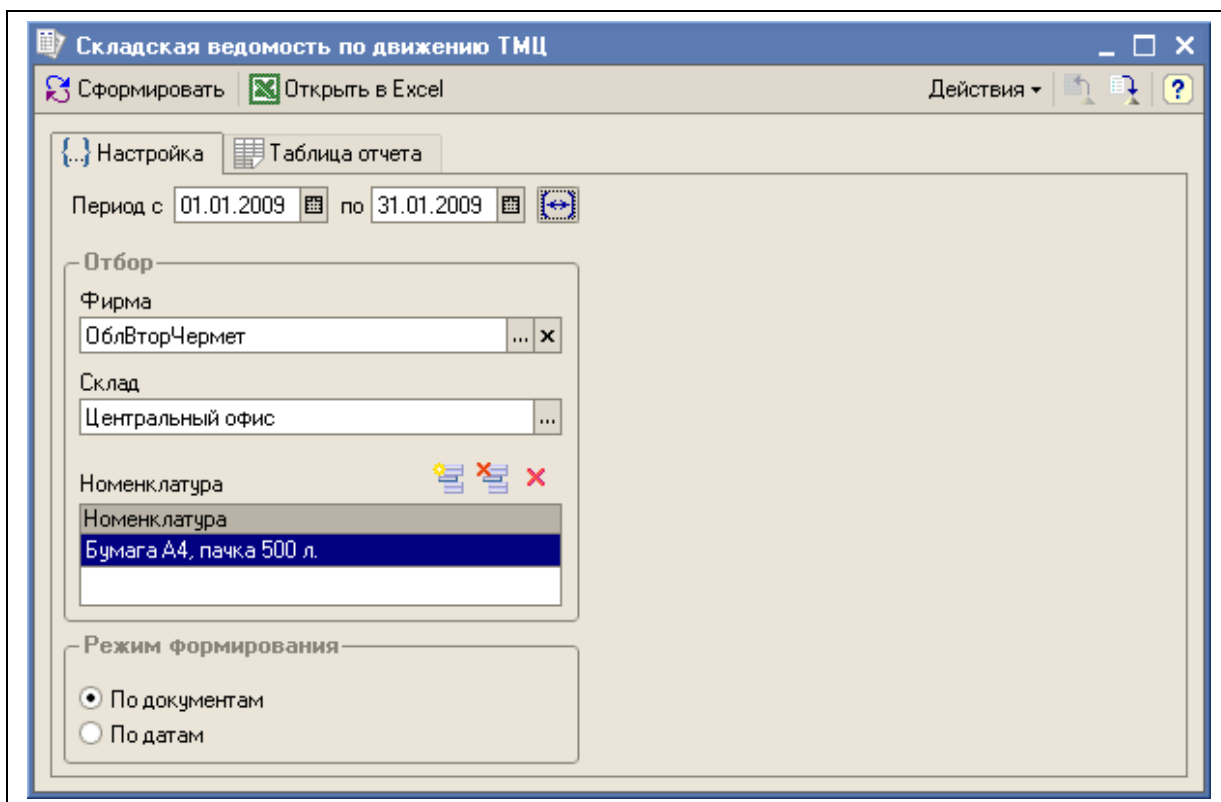 Складская ведомость по движению ТМЦ
Сформировать Открыть в Excel Действия ?
{...} Настройка Таблица отчета
Период с 01.01.2009 по 31.01.2009
Отбор
Фирма
ОблВторЧермет ... x
Склад
Центральный офис ...
Номенклатура
Номенклатура
Бумага А4, пачка 500 л.
Режим формирования
По документам
По датам